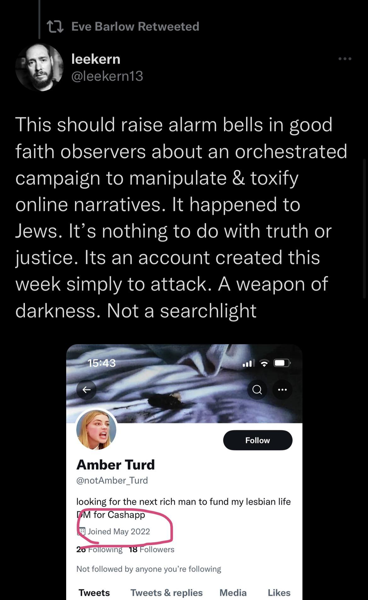 Eve Barlow Retweeted
leekern
@leekern13
This should raise alarm bells in good
faith observers about an orchestrated
campaign to manipulate & toxify
online narratives. It happened to
Jews. It’s nothing to do with truth or
justice. Its an account created this
week simply to attack. A weapon of
darkness. Not a searchlight
15:43
Follow
Amber Turd
@notAmber_Turd
looking for the next rich man to fund my lesbian life
DM for Cashapp
Joined May 2022
26 Following 18 Followers
Not followed by anyone you’re following
Tweets Tweets & replies Media Likes